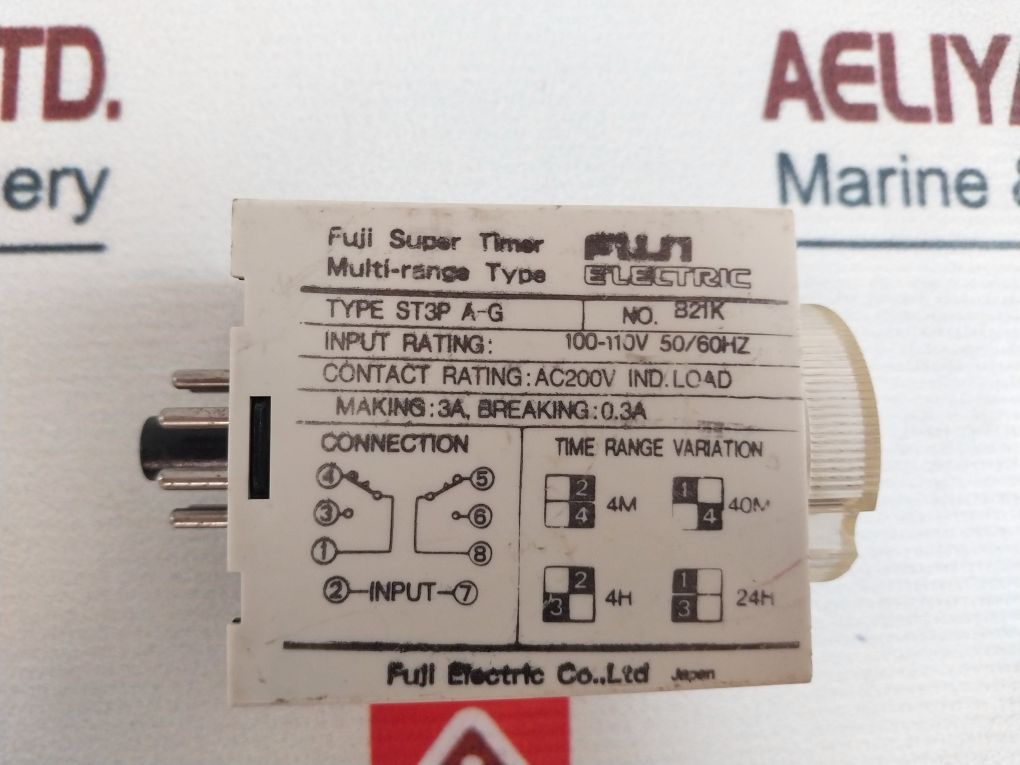 TD.
AELIYA
ery
Marine &
Fuji Super Timer
Multi-range Type
FUJI
ELECTRIC
TYPE ST3P A-G
NO. 821K
INPUT RATING: 100-110V 50/60HZ
CONTACT RATING: AC200V IND. LOAD
MAKING: 3A, BREAKING: 0.3A
CONNECTION
4 5
3 6
1 8
2 INPUT 7
TIME RANGE VARIATION
2 4 4M
1 4 40M
2 3 4H
1 3 24H
Fuji Electric Co.,Ltd Japan